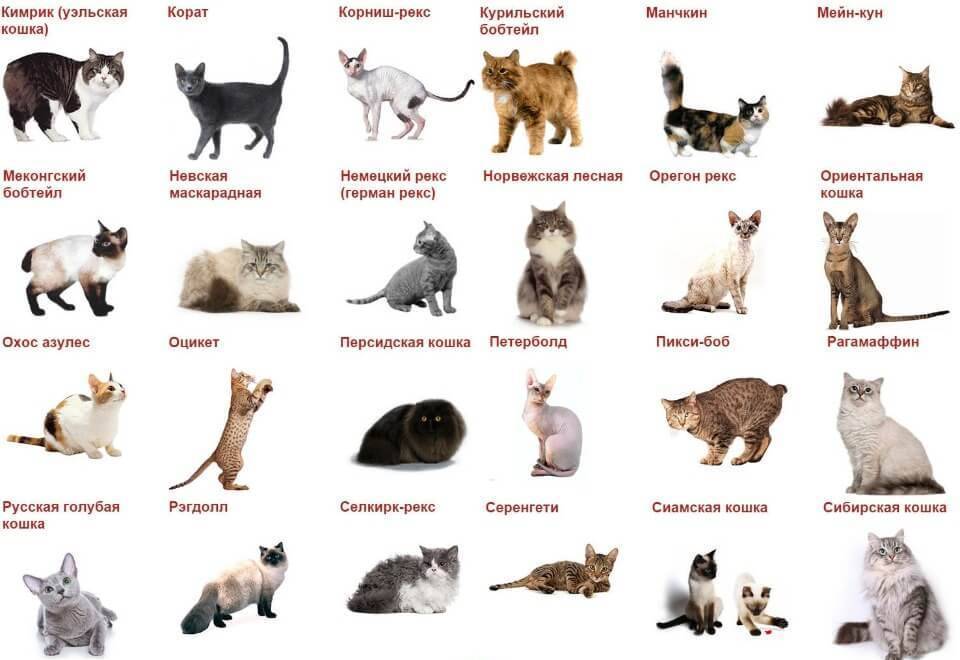 Кимрик (уэльская
кошка)
Корат
Корниш-рекс
Курильский
бобтейл
Манчкин
Мейн-кун
Меконгский
бобтейл
Невская
маскарадная
Немецкий рекс
(герман рекс)
Норвежская лесная
Орегон рекс
Ориентальная
кошка
Охос азулес
Оцикет
Персидская кошка
Петерболд
Пикси-боб
Рагамаффин
Русская голубая
кошка
Рэгдолл
Селкирк-рекс
Серенгети
Сиамская кошка
Сибирская кошка